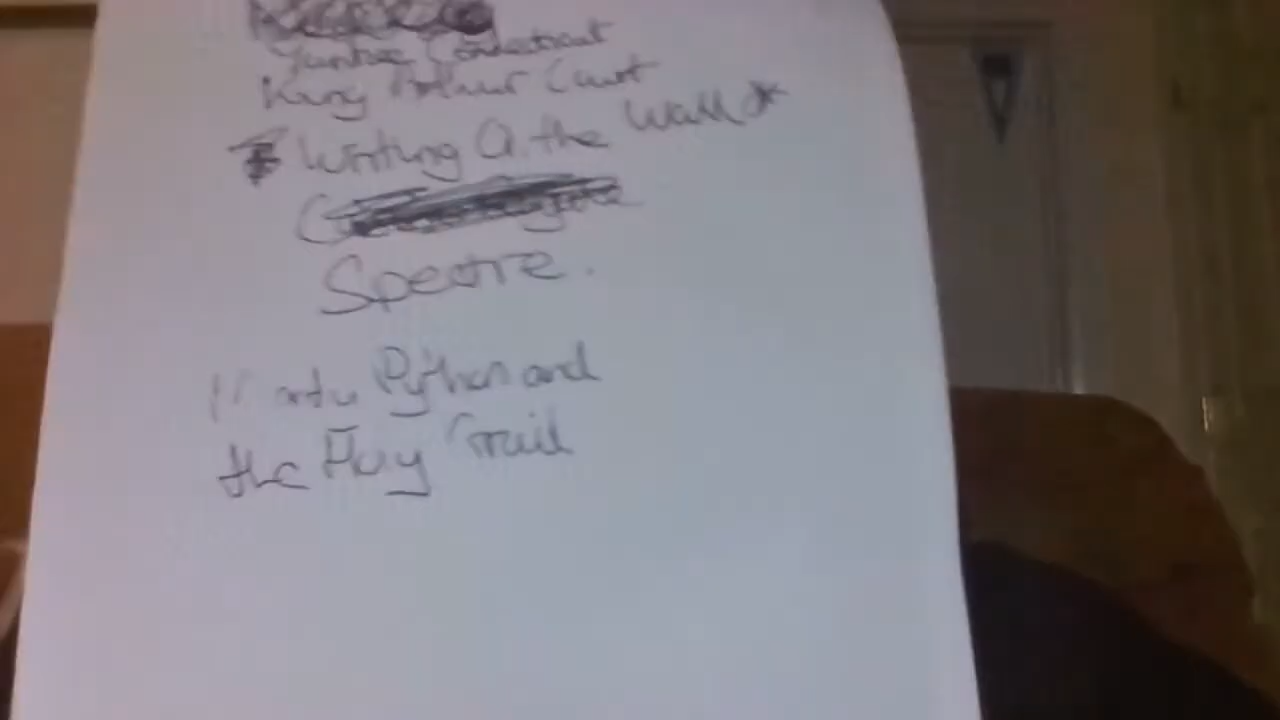 Yankee Connecticut
King Arthur Court
Writing On the Wall *
Spectre.
Monty Python and
the Holy Grail